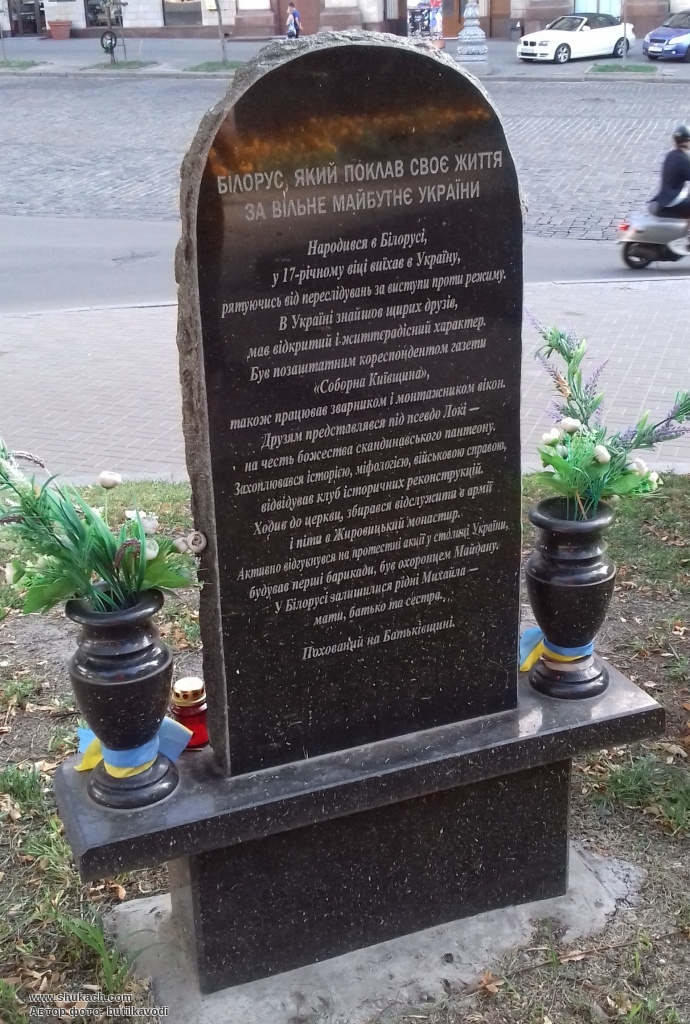 БІЛОРУС, ЯКИЙ ПОКЛАВ СВОЄ ЖИТТЯ
ЗА ВІЛЬНЕ МАЙБУТНЄ УКРАЇНИ
Народився в Білорусі,
у 17-річному віці виїхав в Україну,
рятуючись від переслідувань за виступи проти режиму.
В Україні знайшов щирих друзів,
мав відкритий і життєрадісний характер.
Був позаштатним кореспондентом газети
«Соборна Київщина»,
також працював зварником і монтажником вікон.
Друзям представлявся під псевдо Локі –
на честь божества скандинавського пантеону.
Захоплювався історією, міфологією, військовою справою,
відвідував клуб історичних реконструкцій.
Ходив до церкви, збирався відслужити в армії
і піти в Жировицький монастир.
Активно відгукнувся на протестні акції у столиці України,
будував перші барикади, був охоронцем Майдану.
У Білорусі залишилися рідні Михайла –
мати, батько та сестра.
Похований на Батьківщині.
www.shukach.com
Автор фото: butilkavodi